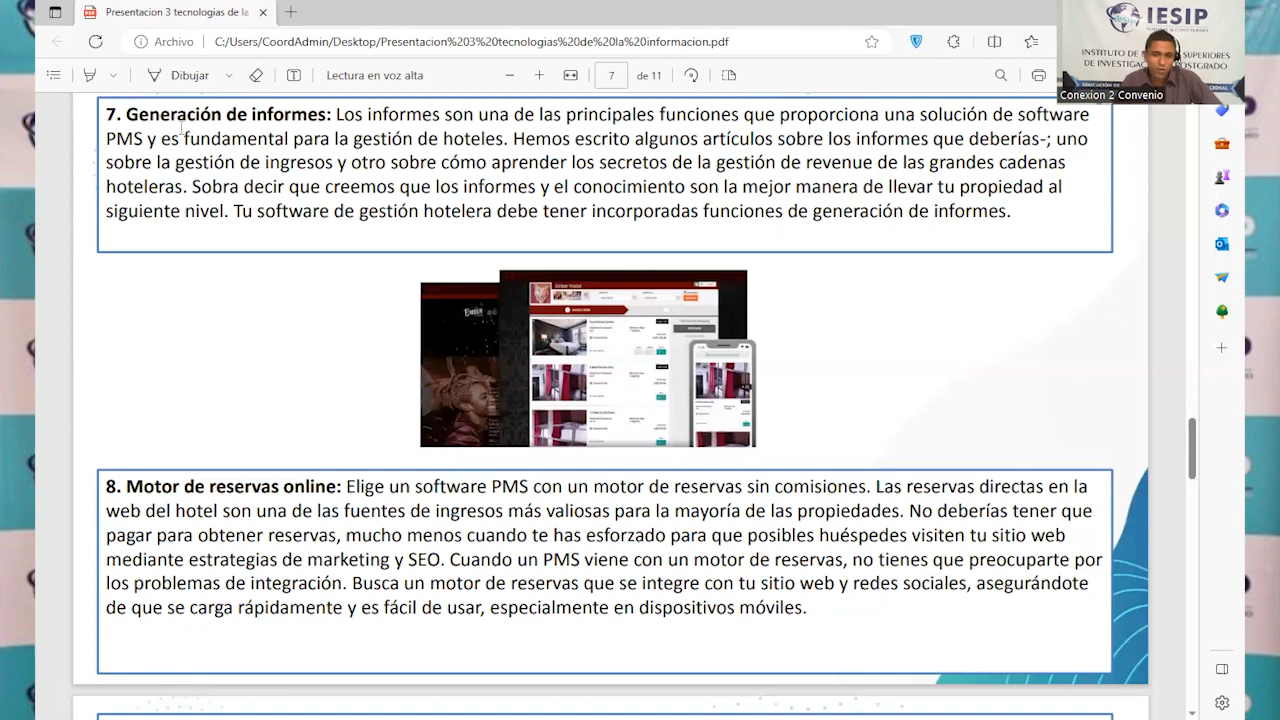 Presentacion 3 tecnologias de la
Archivo
C:/Users/CoordAdmin/Desktop/Presentacion%203%20tecnologias%20de%20la%20informacion.pdf
Dibujar
Lectura en voz alta
7
de 11
IESIP
INSTITUTO DE
SUPERIORES
DE INVESTIGACI
POSTGRADO
Conexion 2 Convenio
7. Generación de informes: Los informes son una de las principales funciones que proporciona una solución de software
PMS y es fundamental para la gestión de hoteles. Hemos escrito algunos artículos sobre los informes que deberías-; uno
sobre la gestión de ingresos y otro sobre cómo aprender los secretos de la gestión de revenue de las grandes cadenas
hoteleras. Sobra decir que creemos que los informes y el conocimiento son la mejor manera de llevar tu propiedad al
siguiente nivel. Tu software de gestión hotelera debe tener incorporadas funciones de generación de informes.
8. Motor de reservas online: Elige un software PMS con un motor de reservas sin comisiones. Las reservas directas en la
web del hotel son una de las fuentes de ingresos más valiosas para la mayoría de las propiedades. No deberías tener que
pagar para obtener reservas, mucho menos cuando te has esforzado para que posibles huéspedes visiten tu sitio web
mediante estrategias de marketing y SEO. Cuando un PMS viene con un motor de reservas, no tienes que preocuparte por
los problemas de integración. Busca un motor de reservas que se integre con tu sitio web y redes sociales, asegurándote
de que se carga rápidamente y es fácil de usar, especialmente en dispositivos móviles.